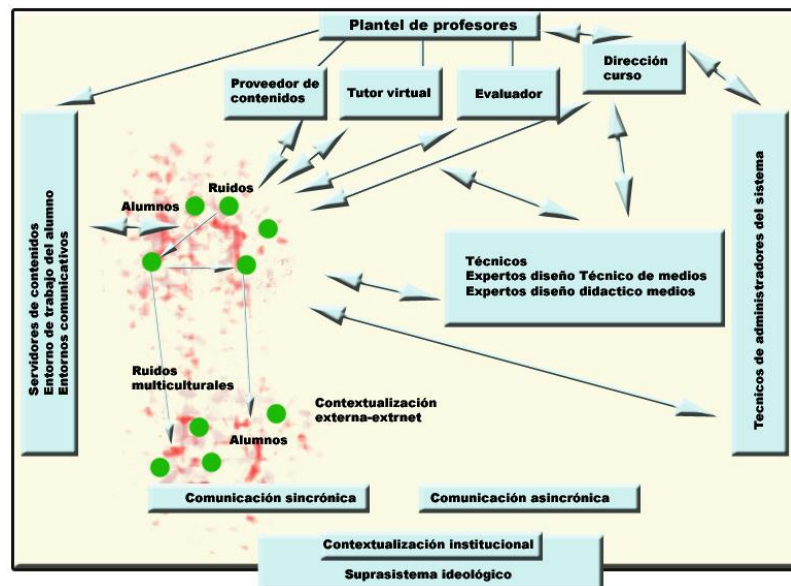 Plantel de profesores
Proveedor de
contenidos
Tutor virtual
Evaluador
Dirección
curso
Servidores de contenidos
Entorno de trabajo del alumno
Entornos comunicativos
Ruidos
Alumnos
Técnicos
Expertos diseño Técnico de medios
Expertos diseño didactico medios
Tecnicos de administradores del sistema
Ruidos
multiculturales
Contextualización
externa-extrnet
Alumnos
Comunicación sincrónica
Comunicación asincrónica
Contextualización institucional
Suprasistema ideológico